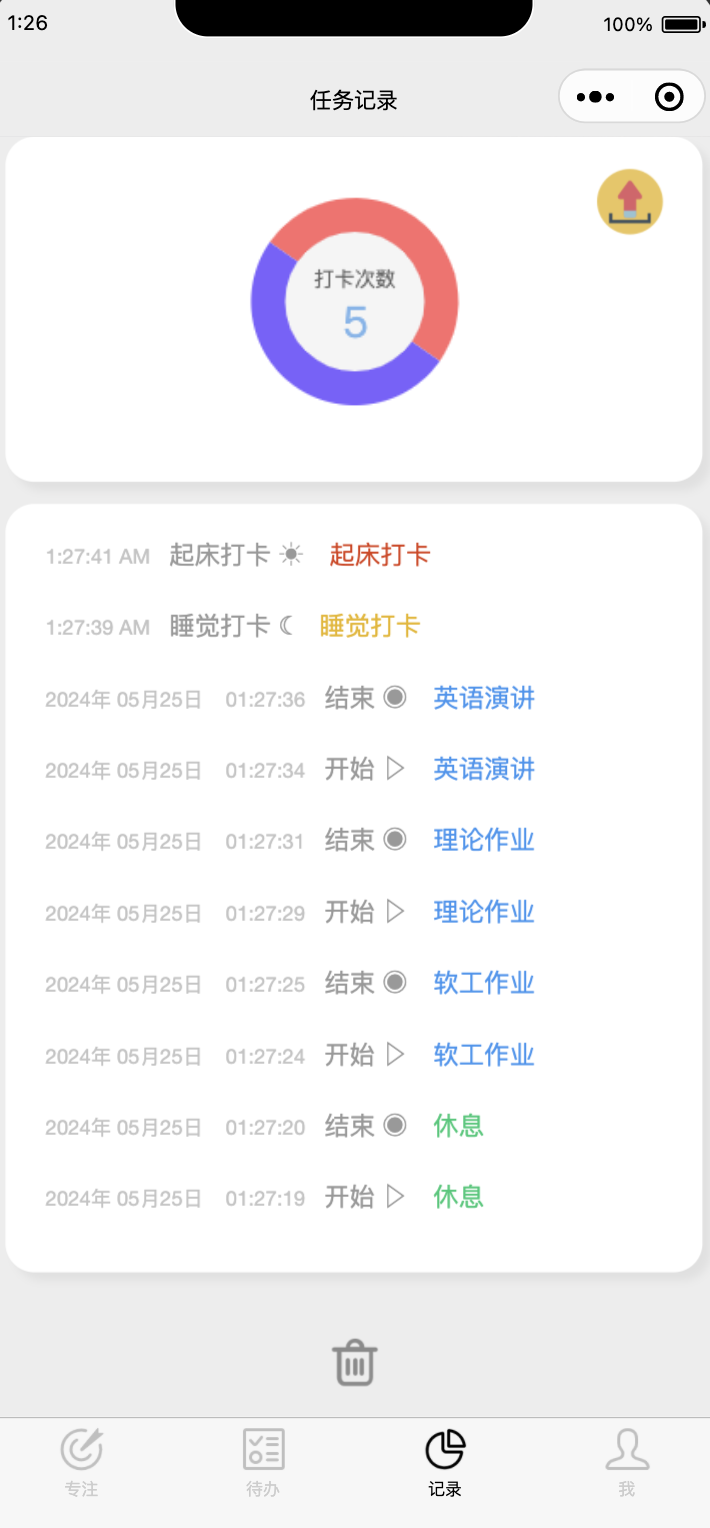 1:26 100%
任务记录
打卡次数
5
1:27:41 AM 起床打卡 ☀ 起床打卡
1:27:39 AM 睡觉打卡 ☾ 睡觉打卡
2024年 05月25日 01:27:36 结束 ◉ 英语演讲
2024年 05月25日 01:27:34 开始 ▷ 英语演讲
2024年 05月25日 01:27:31 结束 ◉ 理论作业
2024年 05月25日 01:27:29 开始 ▷ 理论作业
2024年 05月25日 01:27:25 结束 ◉ 软工作业
2024年 05月25日 01:27:24 开始 ▷ 软工作业
2024年 05月25日 01:27:20 结束 ◉ 休息
2024年 05月25日 01:27:19 开始 ▷ 休息
专注 待办 记录 我